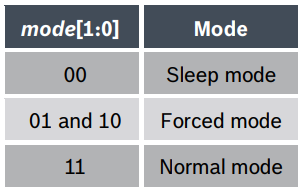 mode[1:0] Mode
00 Sleep mode
01 and 10 Forced mode
11 Normal mode